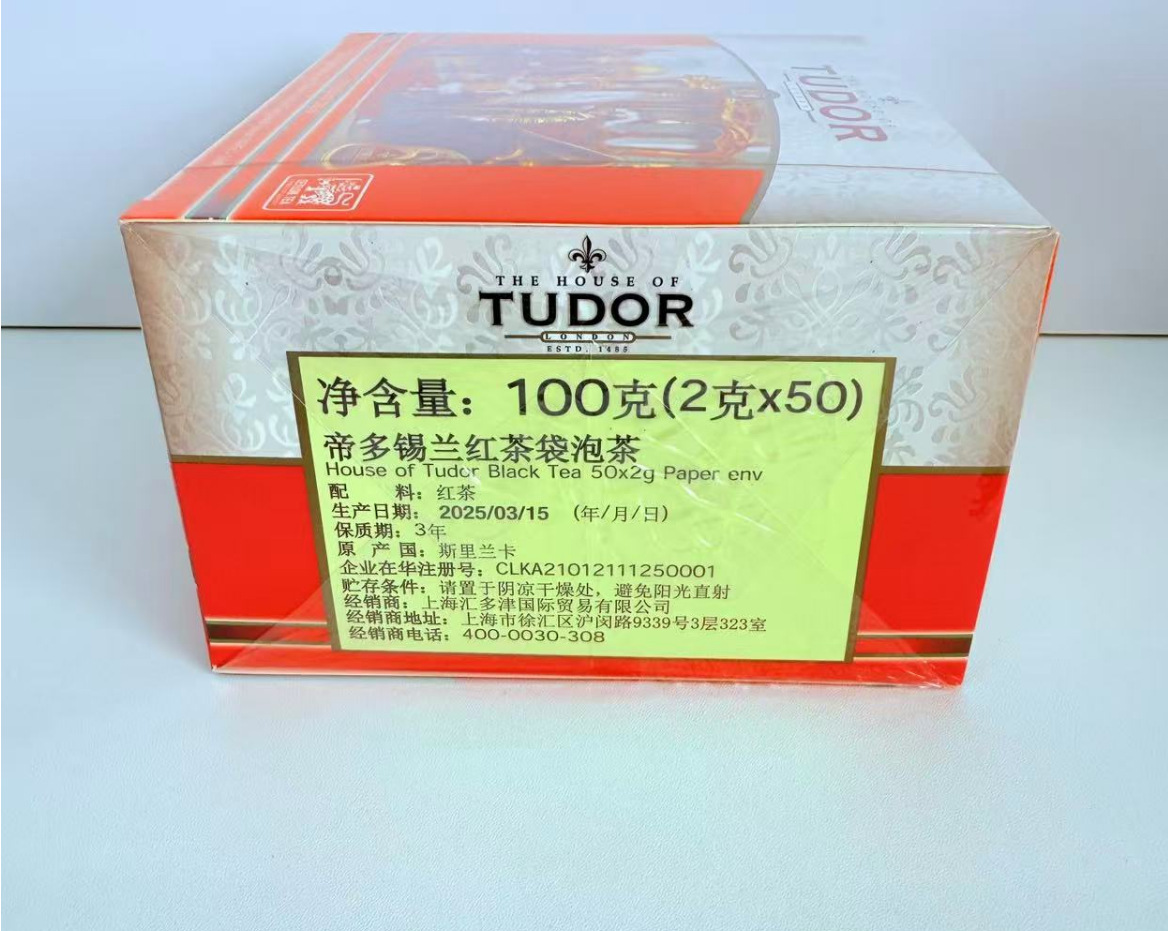 TUDOR
CEYLON TEA
THE HOUSE OF
TUDOR
LONDON
ESTD. 1485
净含量：100克(2克x50)
帝多锡兰红茶袋泡茶
House of Tudor Black Tea 50x2g Paper env
配 料：红茶
生产日期：2025/03/15 (年/月/日)
保质期：3年
原 产 国：斯里兰卡
企业在华注册号：CLKA21012111250001
贮存条件：请置于阴凉干燥处，避免阳光直射
经销商：上海汇多津国际贸易有限公司
经销商地址：上海市徐汇区沪闵路9339号3层323室
经销商电话：400-0030-308